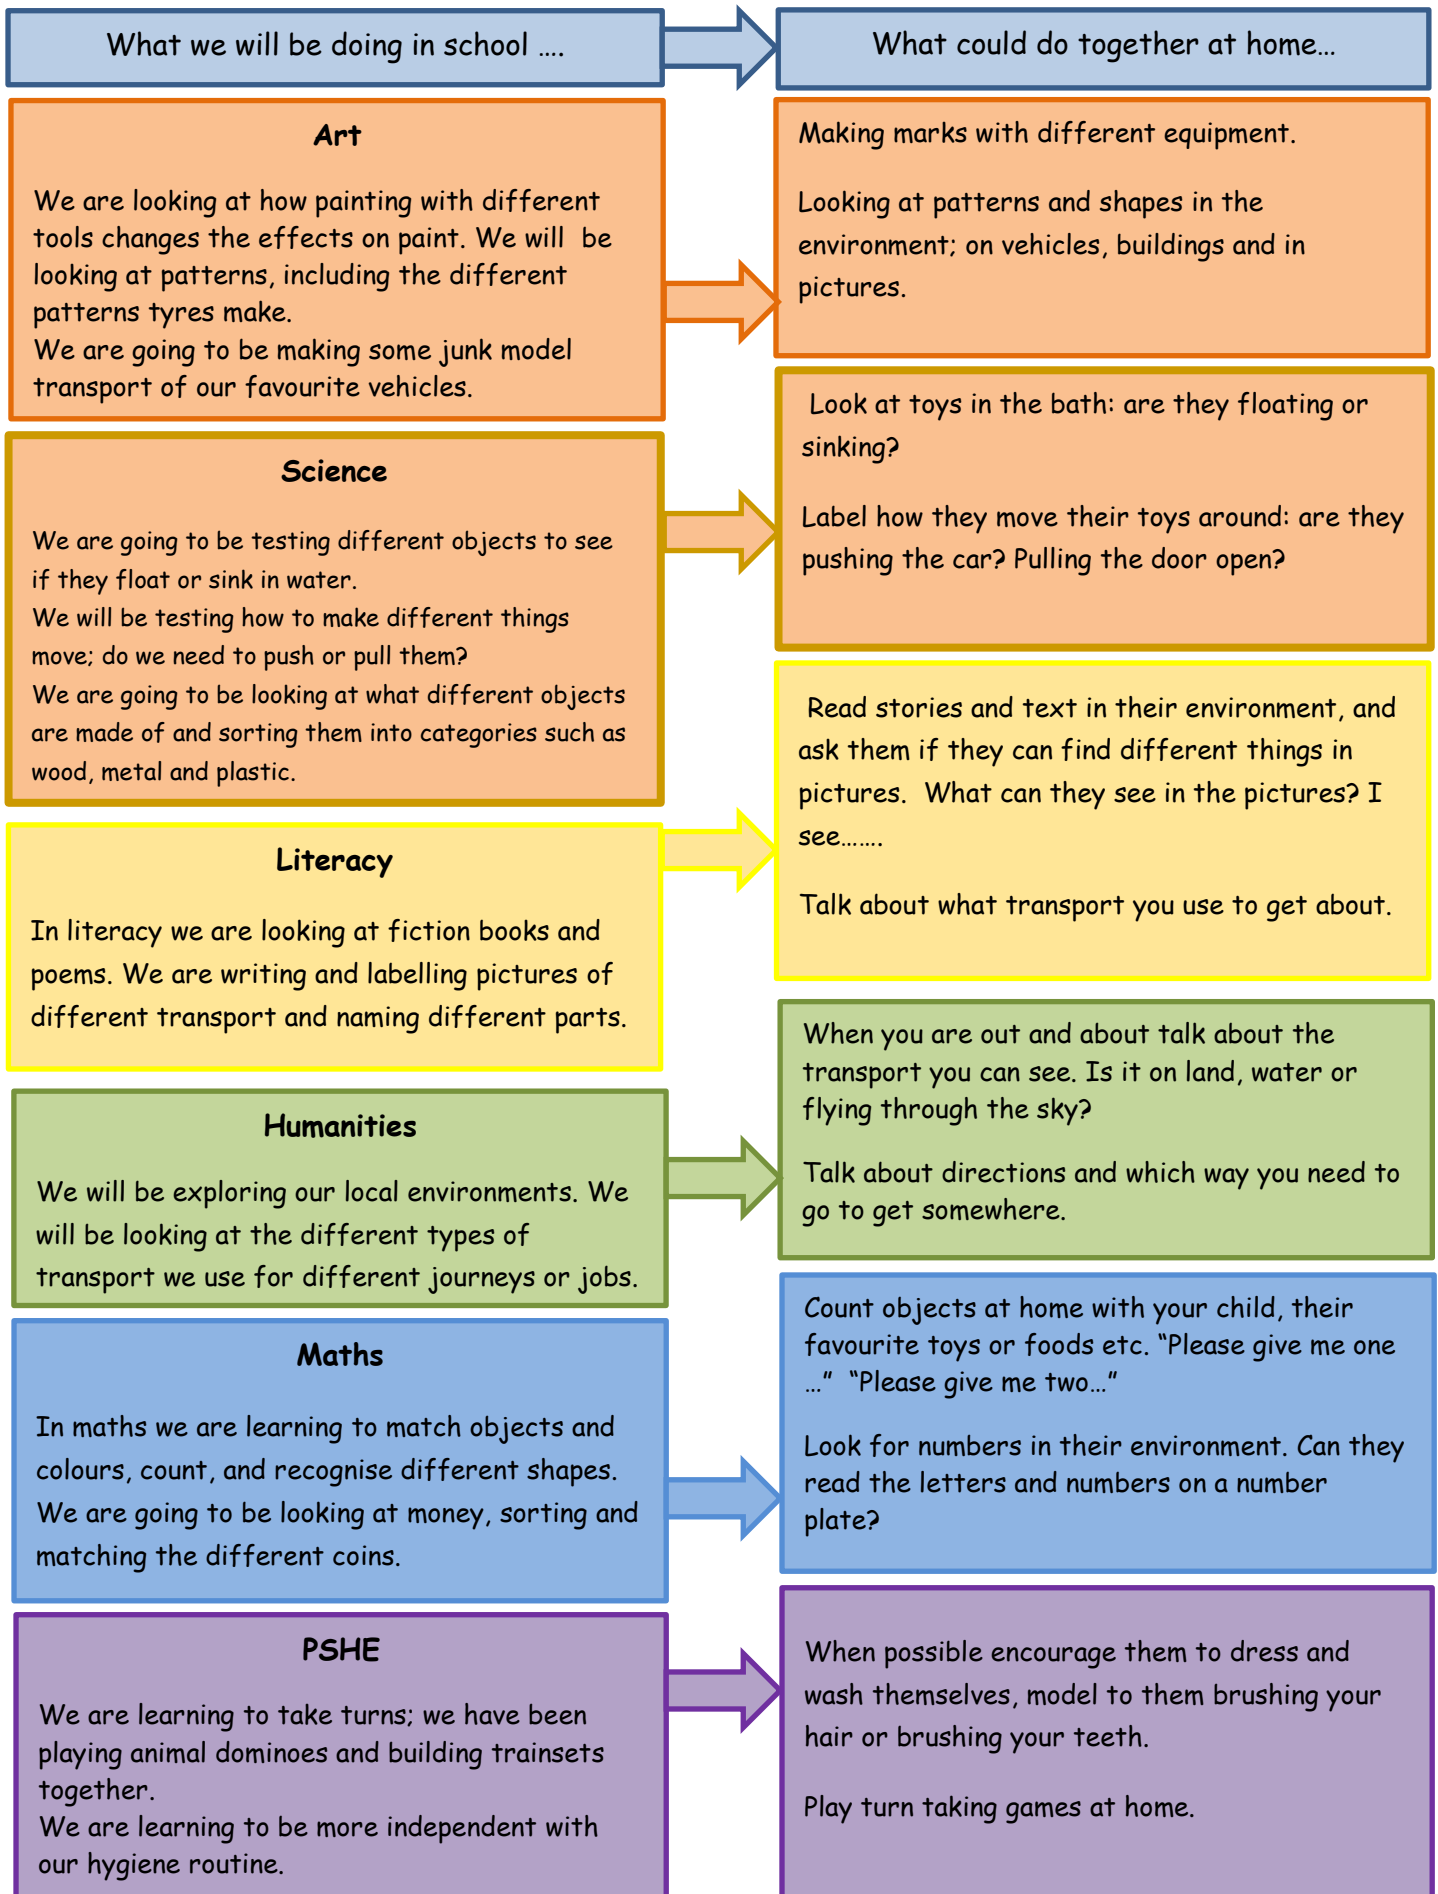 What we will be doing in school ....
What could do together at home...
Art
We are looking at how painting with different
tools changes the effects on paint. We will be
looking at patterns, including the different
patterns tyres make.
We are going to be making some junk model
transport of our favourite vehicles.
Making marks with different equipment.
Looking at patterns and shapes in the
environment; on vehicles, buildings and in
pictures.
Science
We are going to be testing different objects to see
if they float or sink in water.
We will be testing how to make different things
move; do we need to push or pull them?
We are going to be looking at what different objects
are made of and sorting them into categories such as
wood, metal and plastic.
Look at toys in the bath: are they floating or
sinking?
Label how they move their toys around: are they
pushing the car? Pulling the door open?
Literacy
In literacy we are looking at fiction books and
poems. We are writing and labelling pictures of
different transport and naming different parts.
Read stories and text in their environment, and
ask them if they can find different things in
pictures. What can they see in the pictures? I
see.......
Talk about what transport you use to get about.
Humanities
We will be exploring our local environments. We
will be looking at the different types of
transport we use for different journeys or jobs.
When you are out and about talk about the
transport you can see. Is it on land, water or
flying through the sky?
Talk about directions and which way you need to
go to get somewhere.
Maths
In maths we are learning to match objects and
colours, count, and recognise different shapes.
We are going to be looking at money, sorting and
matching the different coins.
Count objects at home with your child, their
favourite toys or foods etc. “Please give me one
...” “Please give me two...”
Look for numbers in their environment. Can they
read the letters and numbers on a number
plate?
PSHE
We are learning to take turns; we have been
playing animal dominoes and building trainsets
together.
We are learning to be more independent with
our hygiene routine.
When possible encourage them to dress and
wash themselves, model to them brushing your
hair or brushing your teeth.
Play turn taking games at home.